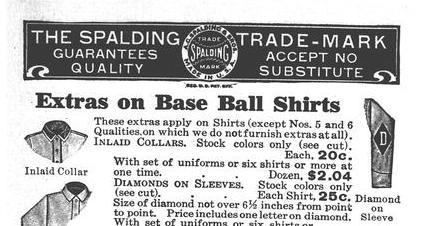 THE SPALDING TRADE-MARK
GUARANTEES ACCEPT NO
QUALITY SUBSTITUTE
A.G. SPALDING & BROS.
TRADE
SPALDING
MARK
MADE IN U.S.A.
REG. U.S. PAT. OFF.
Extras on Base Ball Shirts
These extras apply on Shirts (except Nos. 5 and 6
Qualities, on which we do not furnish extras at all).
INLAID COLLARS. Stock colors only (see cut).
Each, 20c.
With set of uniforms or six shirts or more at
one time. . . Dozen, $2.04
DIAMONDS ON SLEEVES. Stock colors only
(see cut). . . Each Shirt, 25c.
Size of diamond not over 6½ inches from point
to point. Price includes one letter on diamond.
With set of uniforms or six shirts or more at
Inlaid Collar
D
Diamond
on
Sleeve